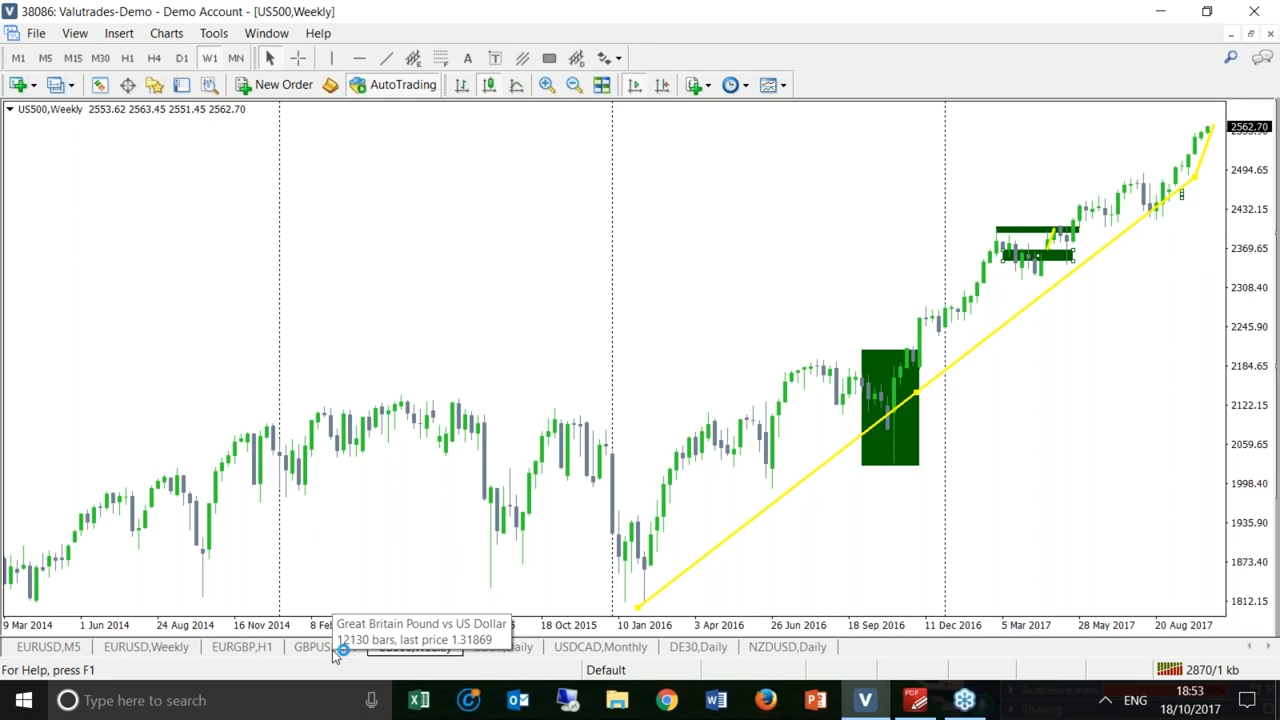 38086: Valutrades-Demo - Demo Account - [US500,Weekly]
File View Insert Charts Tools Window Help
M1 M5 M15 M30 H1 H4 D1 W1 MN
A T E F
New Order AutoTrading
US500,Weekly 2553.62 2563.45 2551.45 2562.70
2562.70
2494.65
2432.15
2369.65
2308.40
2245.90
2184.65
2122.15
2059.65
1998.40
1935.90
1873.40
1812.15
9 Mar 2014 1 Jun 2014 24 Aug 2014 16 Nov 2014 8 Feb 18 Oct 2015 10 Jan 2016 3 Apr 2016 26 Jun 2016 18 Sep 2016 11 Dec 2016 5 Mar 2017 28 May 2017 20 Aug 2017
Great Britain Pound vs US Dollar
12130 bars, last price 1.31869
EURUSD,M5 EURUSD,Weekly EURGBP,H1 GBPUS USDCAD,Monthly DE30,Daily NZDUSD,Daily
For Help, press F1 Default 2870/1 kb
Type here to search ENG 18:53
18/10/2017